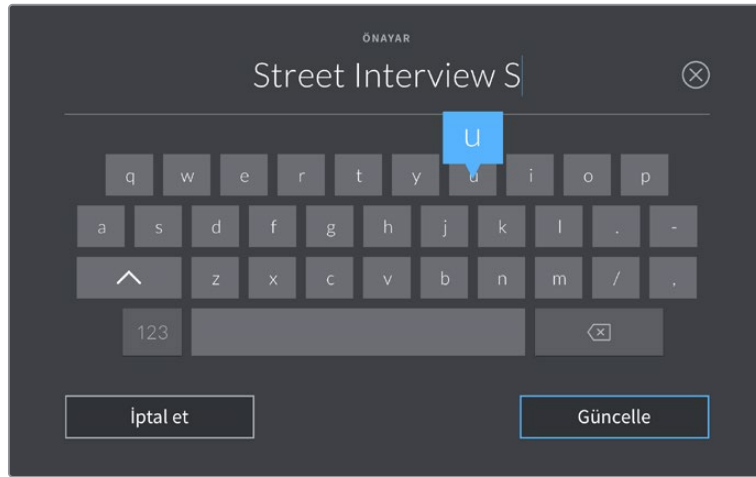 ÖNAYAR
Street Interview S
u
q w e r t y u i o p
a s d f g h j k l . -
z x c v b n m / ,
123
İptal et Güncelle